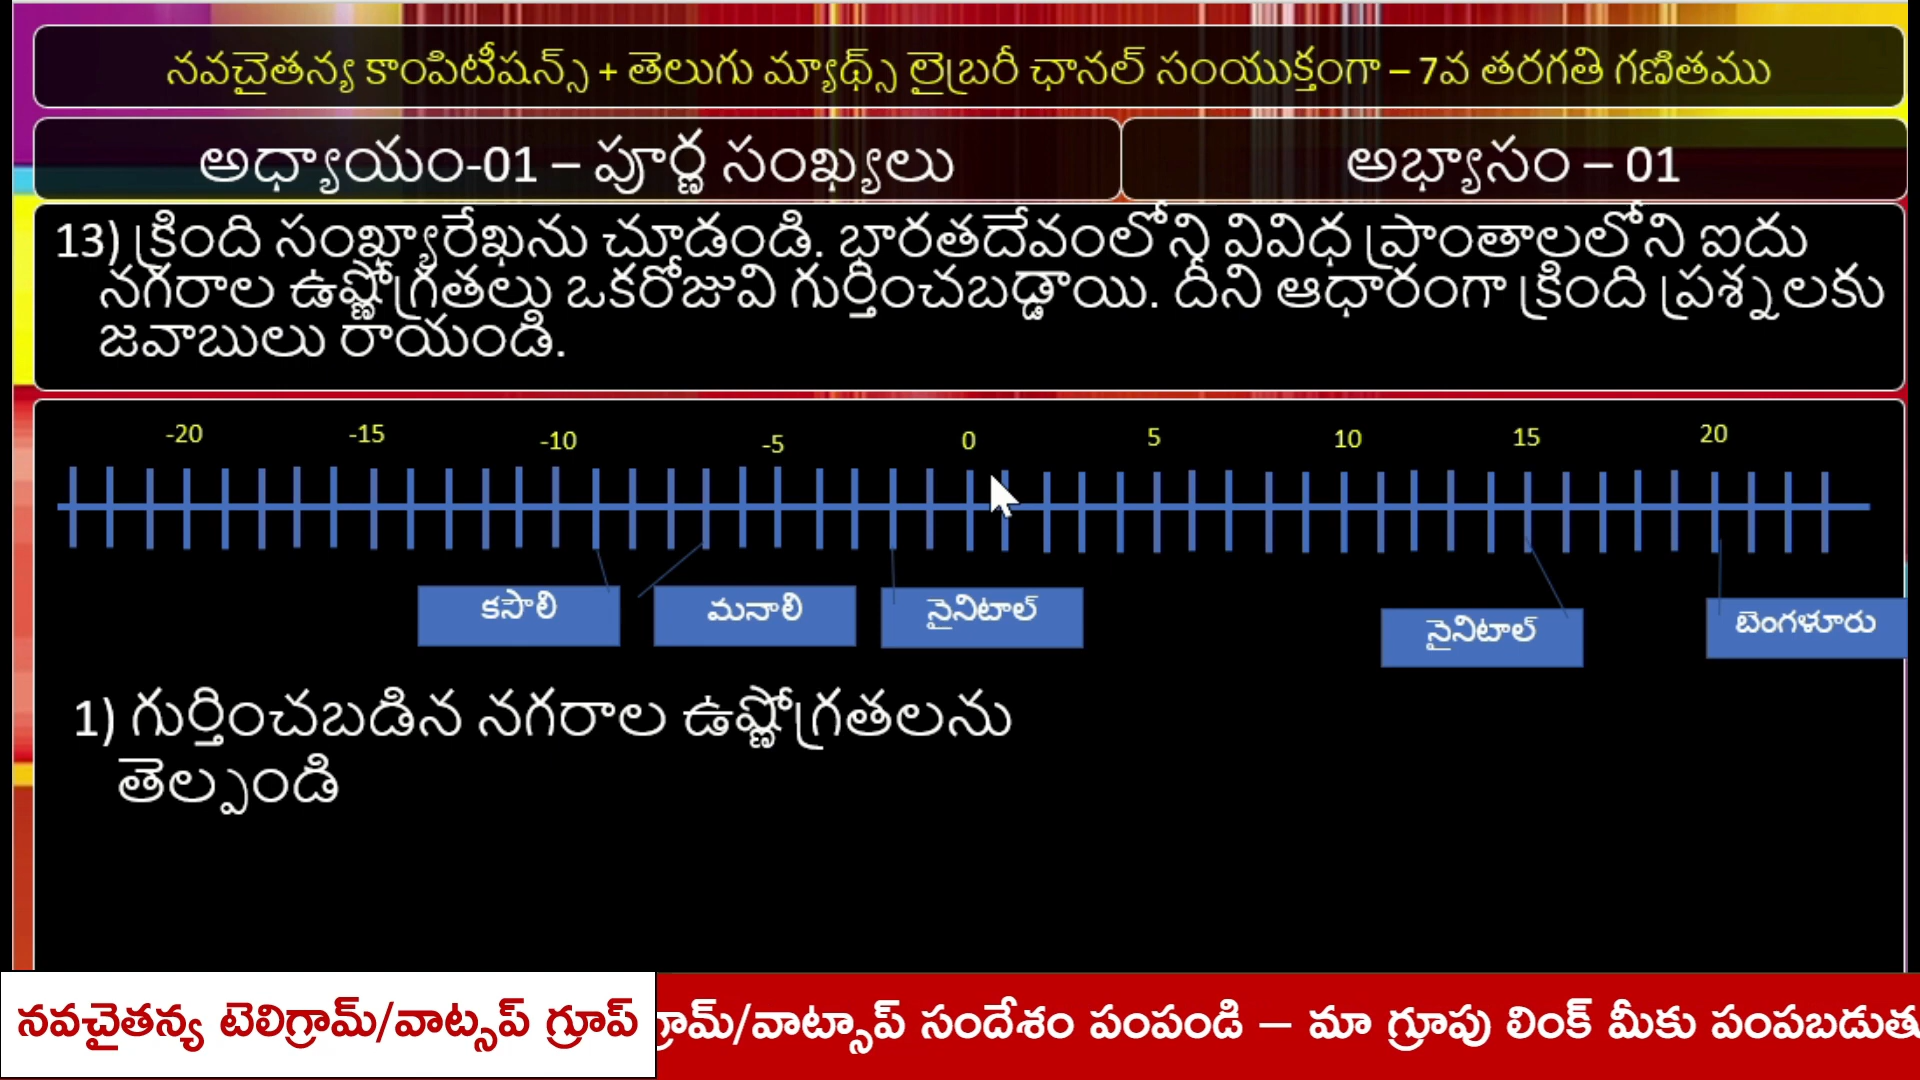 నవచైతన్య కాంపిటీషన్స్ + తెలుగు మ్యాథ్స్ లైబ్రరీ ఛానల్ సంయుక్తంగా – 7వ తరగతి గణితము
అధ్యాయం-01 – పూర్ణ సంఖ్యలు
అభ్యాసం – 01
13) క్రింది సంఖ్యారేఖను చూడండి. భారతదేవంలోని వివిధ ప్రాంతాలలోని ఐదు
నగరాల ఉష్ణోగ్రతల్లు ఒకరోజువి గుర్తించబడ్డాయి. దీని ఆధారంగా క్రింది ప్రశ్నలకు
జవాబులు రాయండి.
-20 -15 -10 -5 0 5 10 15 20
కసౌలి మనాలి నైనిటాల్ నైనిటాల్ బెంగళూరు
1) గుర్తించబడిన నగరాల ఉష్ణోగ్రతలను
తెల్పండి
నవచైతన్య టెలిగ్రామ్/వాట్సప్ గ్రూప్
గ్రామ్/వాట్సాప్ సందేశం పంపండి – మా గ్రూపు లింక్ మీకు పంపబడుత